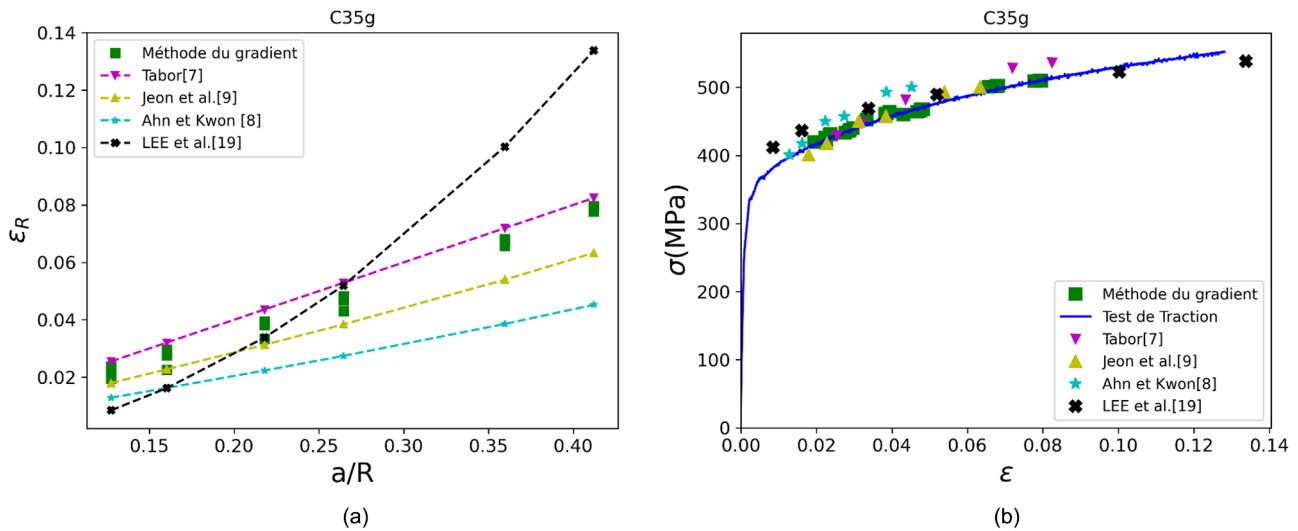 C35g
0.14
0.12
0.10
0.08
0.06
0.04
0.02
εR
Méthode du gradient
Tabor[7]
Jeon et al.[9]
Ahn et Kwon [8]
LEE et al.[19]
0.15
0.20
0.25
0.30
0.35
0.40
a/R
(a)
C35g
500
400
300
200
100
0
σ(MPa)
Méthode du gradient
Test de Traction
Tabor[7]
Jeon et al.[9]
Ahn et Kwon[8]
LEE et al.[19]
0.00
0.02
0.04
0.06
0.08
0.10
0.12
0.14
ε
(b)